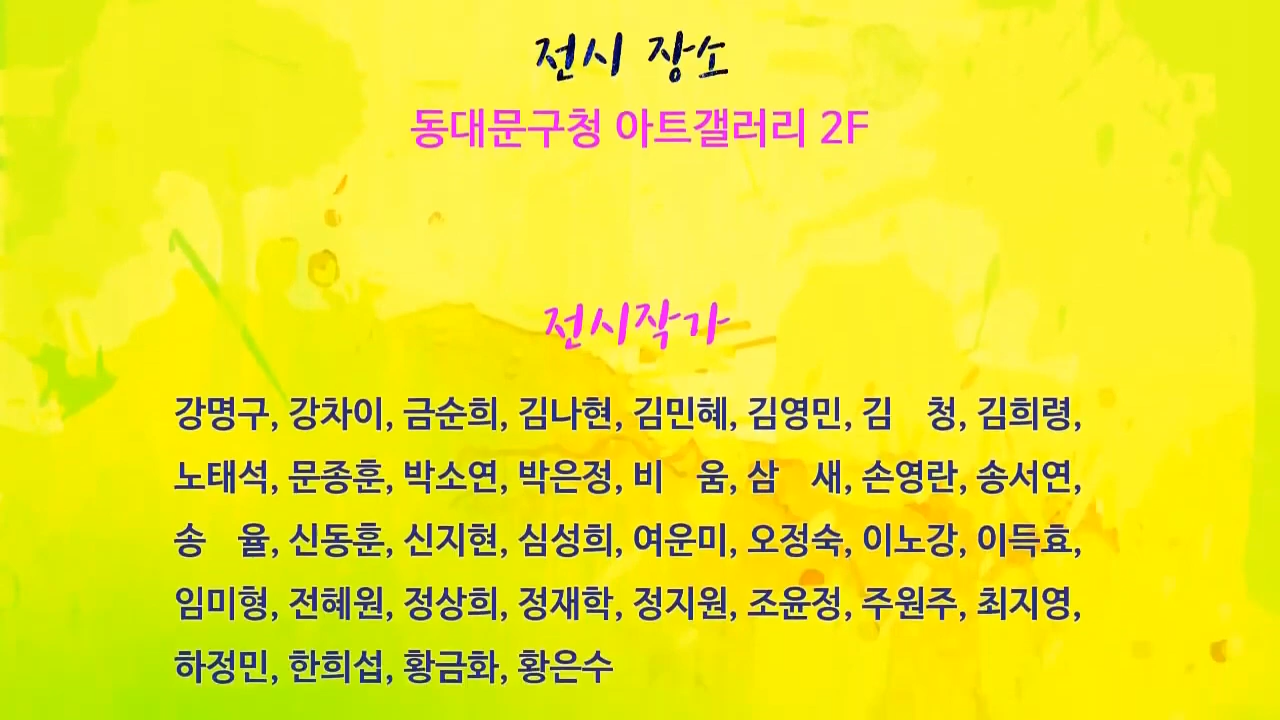 전시 장소
동대문구청 아트갤러리 2F
전시작가
강명구, 강차이, 금순희, 김나현, 김민혜, 김영민, 김 청, 김희령,
노태석, 문종훈, 박소연, 박은정, 비 움, 삼 새, 손영란, 송서연,
송 율, 신동훈, 신지현, 심성희, 여운미, 오정숙, 이노강, 이득효,
임미형, 전혜원, 정상희, 정재학, 정지원, 조윤정, 주원주, 최지영,
하정민, 한희섭, 황금화, 황은수